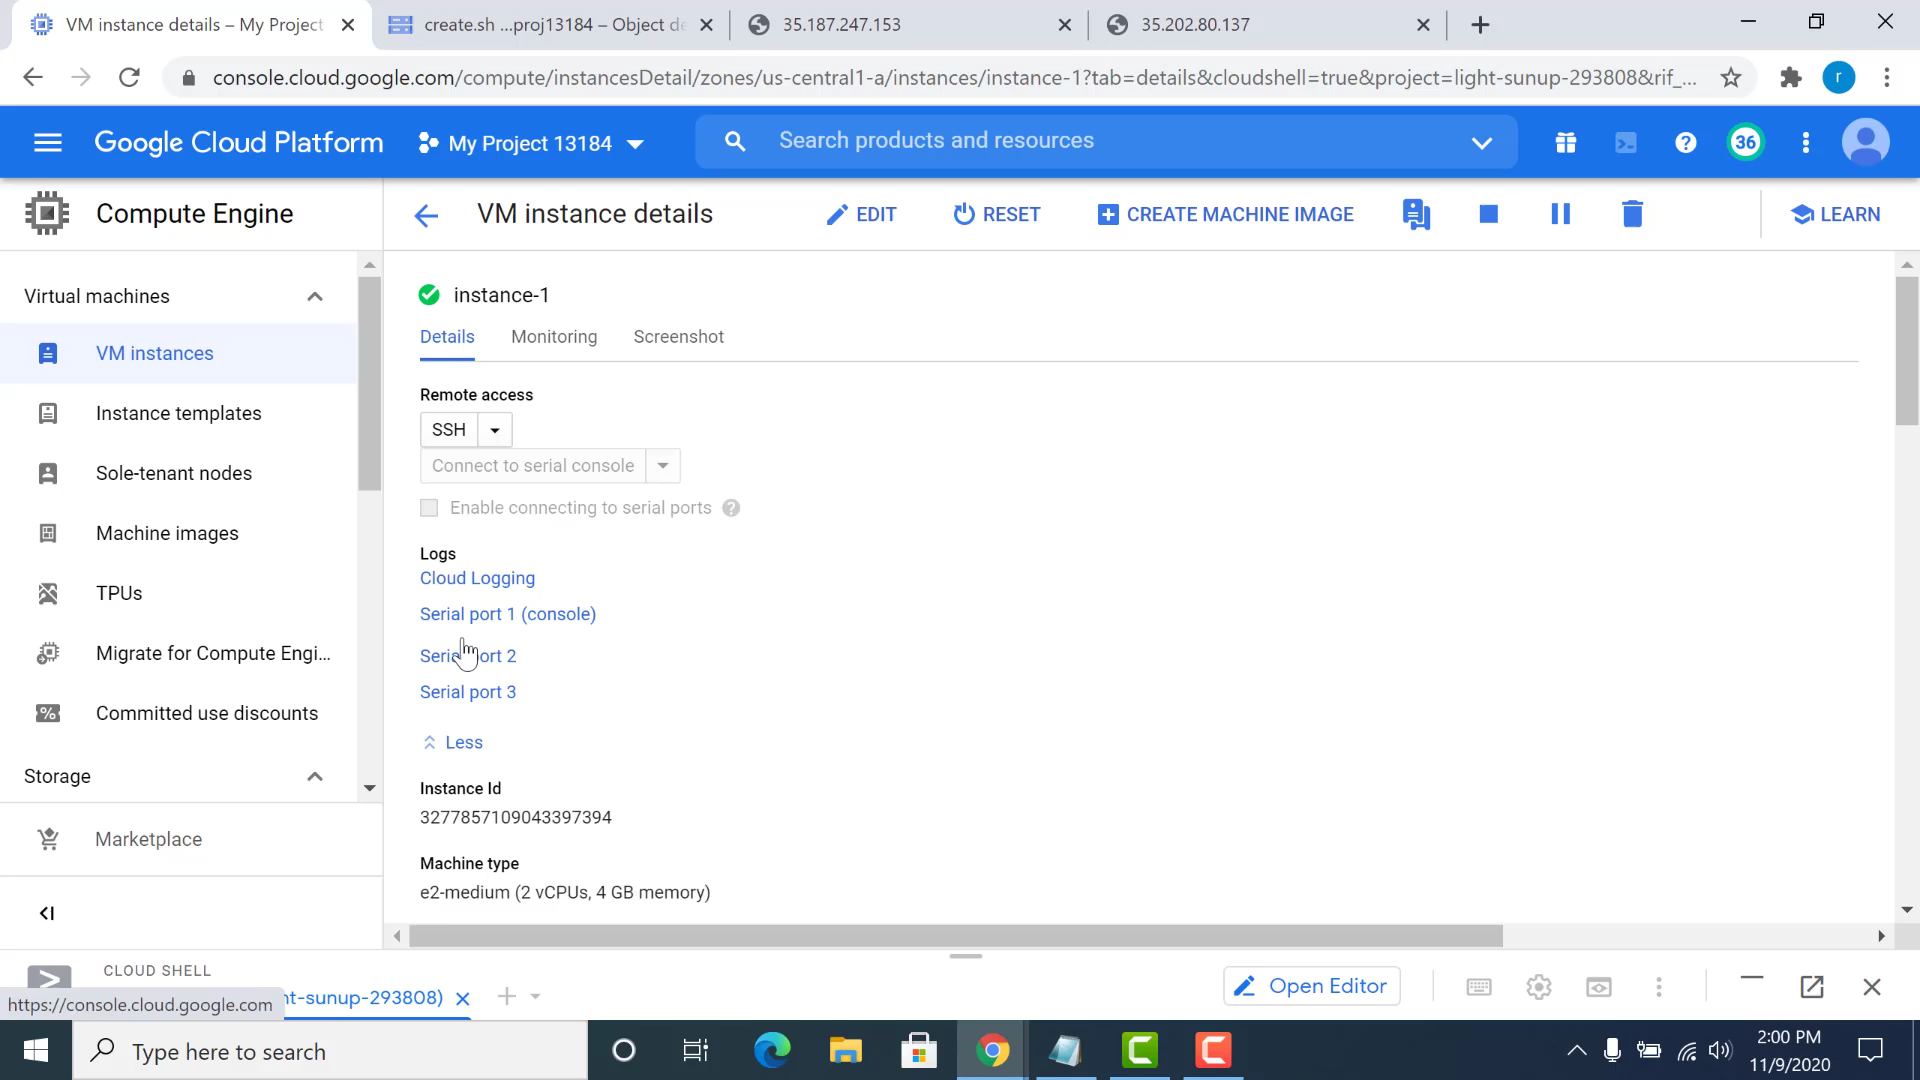 VM instance details – My Project
create.sh ...proj13184 – Object de
35.187.247.153
35.202.80.137
console.cloud.google.com/compute/instancesDetail/zones/us-central1-a/instances/instance-1?tab=details&cloudshell=true&project=light-sunup-293808&rif_...
r
Google Cloud Platform
My Project 13184
Search products and resources
36
Compute Engine
VM instance details
EDIT
RESET
CREATE MACHINE IMAGE
LEARN
Virtual machines
VM instances
Instance templates
Sole-tenant nodes
Machine images
TPUs
Migrate for Compute Engi...
Committed use discounts
Storage
Marketplace
instance-1
Details
Monitoring
Screenshot
Remote access
SSH
Connect to serial console
Enable connecting to serial ports
Logs
Cloud Logging
Serial port 1 (console)
Serial port 2
Serial port 3
Less
Instance Id
3277857109043397394
Machine type
e2-medium (2 vCPUs, 4 GB memory)
CLOUD SHELL
https://console.cloud.google.com
ht-sunup-293808)
Open Editor
Type here to search
2:00 PM
11/9/2020